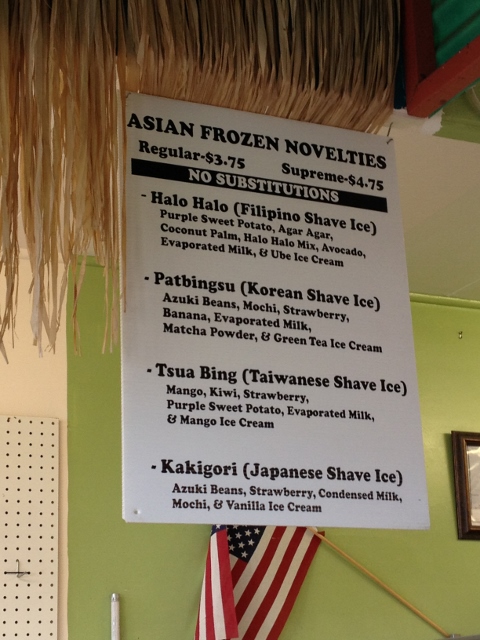 ASIAN FROZEN NOVELTIES
Regular-$3.75 Supreme-$4.75
NO SUBSTITUTIONS
- Halo Halo (Filipino Shave Ice)
Purple Sweet Potato, Agar Agar,
Coconut Palm, Halo Halo Mix, Avocado,
Evaporated Milk, & Ube Ice Cream
- Patbingsu (Korean Shave Ice)
Azuki Beans, Mochi, Strawberry,
Banana, Evaporated Milk,
Matcha Powder, & Green Tea Ice Cream
- Tsua Bing (Taiwanese Shave Ice)
Mango, Kiwi, Strawberry,
Purple Sweet Potato, Evaporated Milk,
& Mango Ice Cream
- Kakigori (Japanese Shave Ice)
Azuki Beans, Strawberry, Condensed Milk,
Mochi, & Vanilla Ice Cream